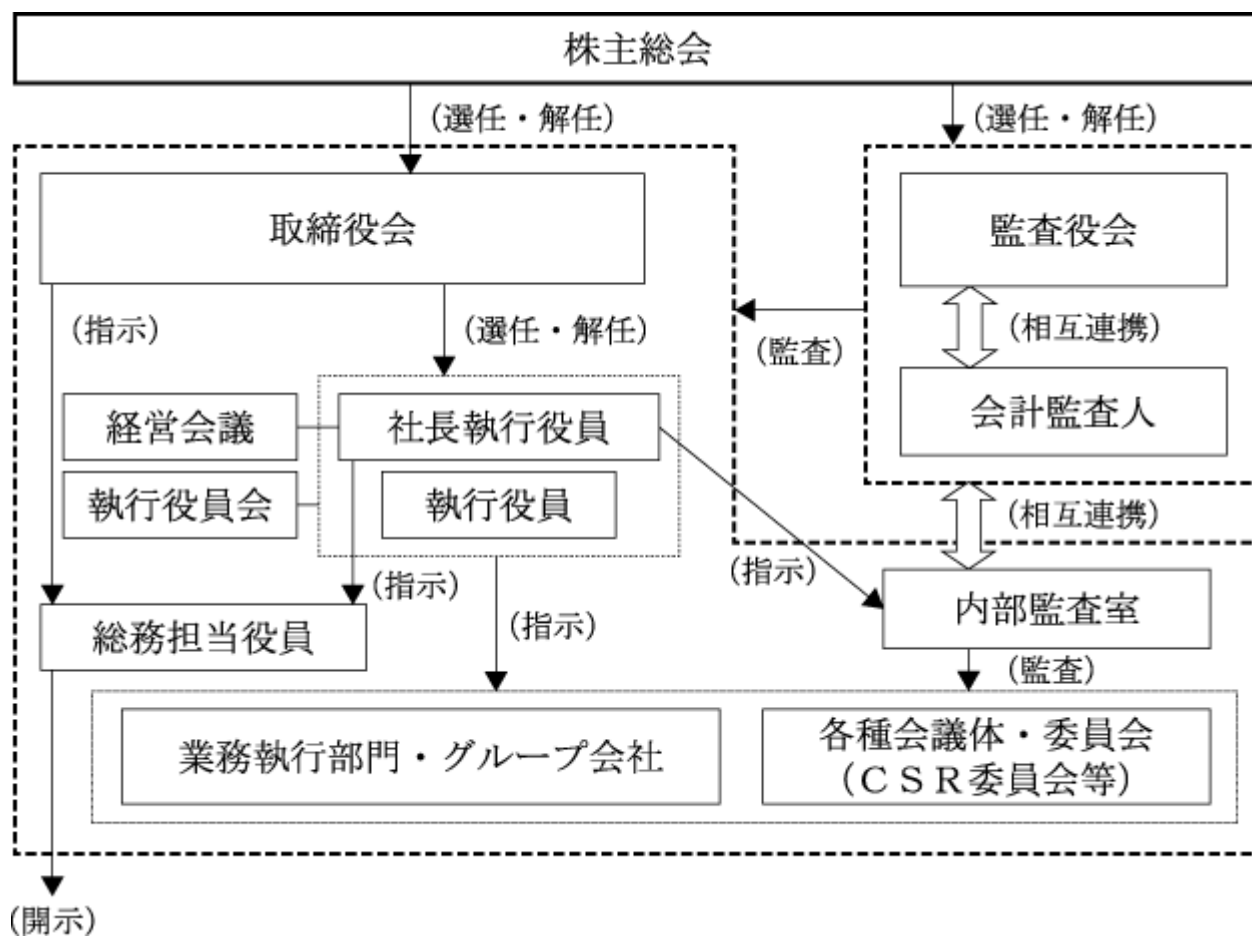 株主総会
(選任・解任)
(選任・解任)
取締役会
監査役会
(指示)
(選任・解任)
(監査)
(相互連携)
経営会議
社長執行役員
会計監査人
執行役員会
執行役員
(相互連携)
(指示)
(指示)
総務担当役員
(指示)
内部監査室
(監査)
業務執行部門・グループ会社
各種会議体・委員会
(ＣＳＲ委員会等)
(開示)